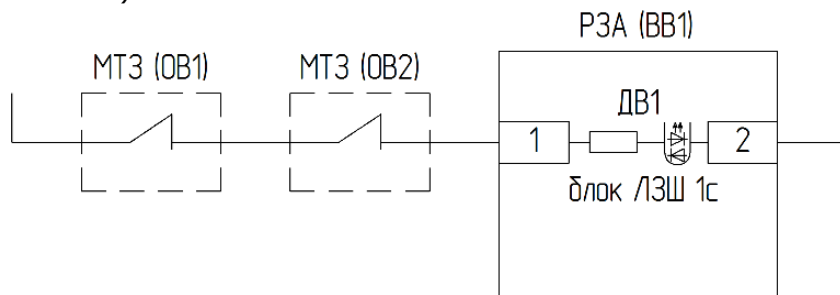 РЗА (ВВ1)
МТЗ (ОВ1)
МТЗ (ОВ2)
ДВ1
1
2
блок ЛЗШ 1с